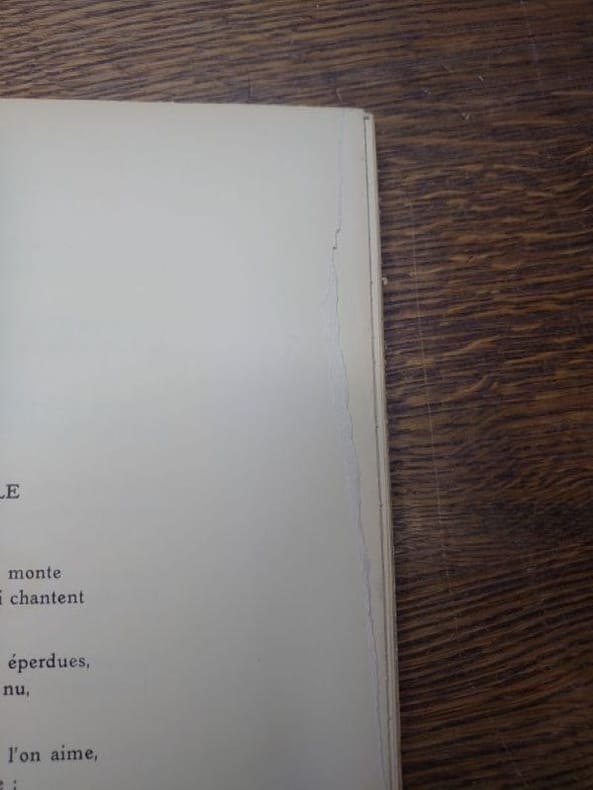 LE
monte
i chantent
éperdues,
nu,
l'on aime,
: